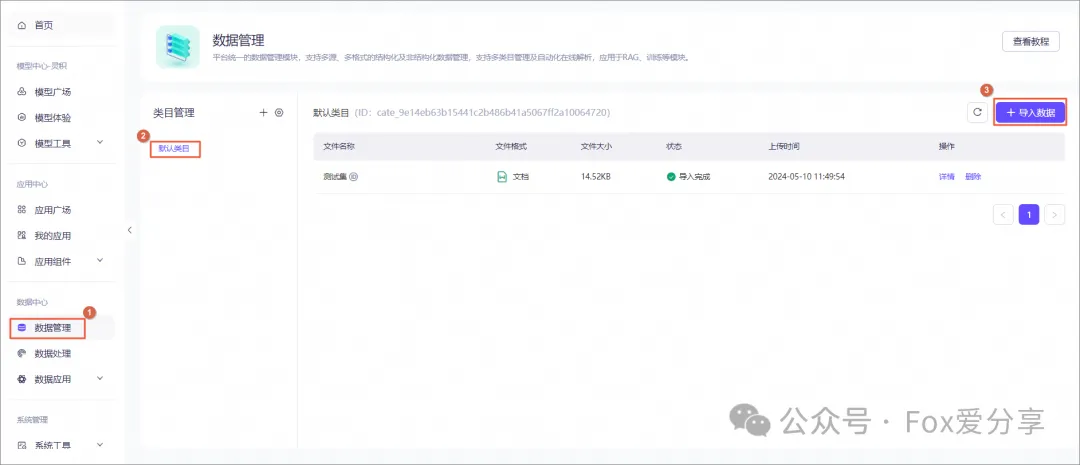 首页
模型中心-灵积
模型广场
模型体验
模型工具
应用中心
应用广场
我的应用
应用组件
数据中心
1
数据管理
数据处理
数据应用
系统管理
系统工具
数据管理
平台统一的数据管理模块，支持多源、多格式的结构化及非结构化数据管理，支持多类目管理及自动化在线解析，应用于RAG、训练等模块。
查看教程
类目管理
2
默认类目
默认类目 (ID：cate_9e14eb63b15441c2b486b41a5067ff2a10064720)
3
+ 导入数据
文件名称 文件格式 文件大小 状态 上传时间 操作
测试集 文档 14.52KB 导入完成 2024-05-10 11:49:54 详情 删除
1
公众号 · Fox爱分享